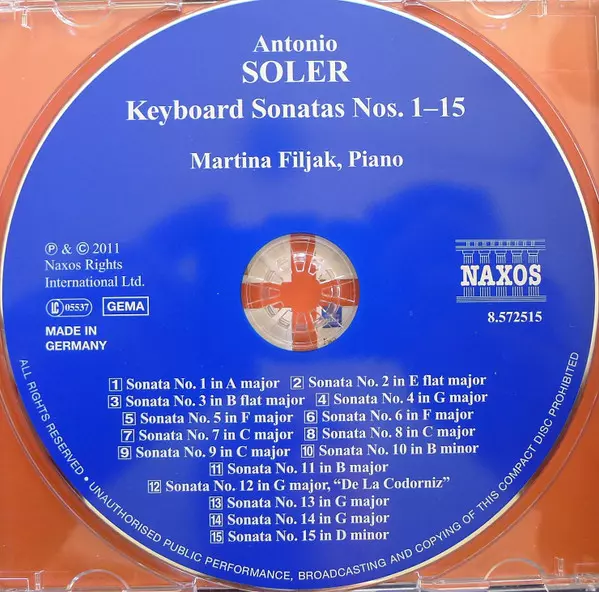 Antonio
SOLER
Keyboard Sonatas Nos. 1–15
Martina Filjak, Piano
℗ & © 2011
Naxos Rights
International Ltd.
LC 05537 GEMA
MADE IN
GERMANY
NAXOS
8.572515
1 Sonata No. 1 in A major 2 Sonata No. 2 in E flat major
3 Sonata No. 3 in B flat major 4 Sonata No. 4 in G major
5 Sonata No. 5 in F major 6 Sonata No. 6 in F major
7 Sonata No. 7 in C major 8 Sonata No. 8 in C major
9 Sonata No. 9 in C major 10 Sonata No. 10 in B minor
11 Sonata No. 11 in B major
12 Sonata No. 12 in G major, “De La Codorniz”
13 Sonata No. 13 in G major
14 Sonata No. 14 in G major
15 Sonata No. 15 in D minor
ALL RIGHTS RESERVED • UNAUTHORISED PUBLIC PERFORMANCE, BROADCASTING AND COPYING OF THIS COMPACT DISC PROHIBITED